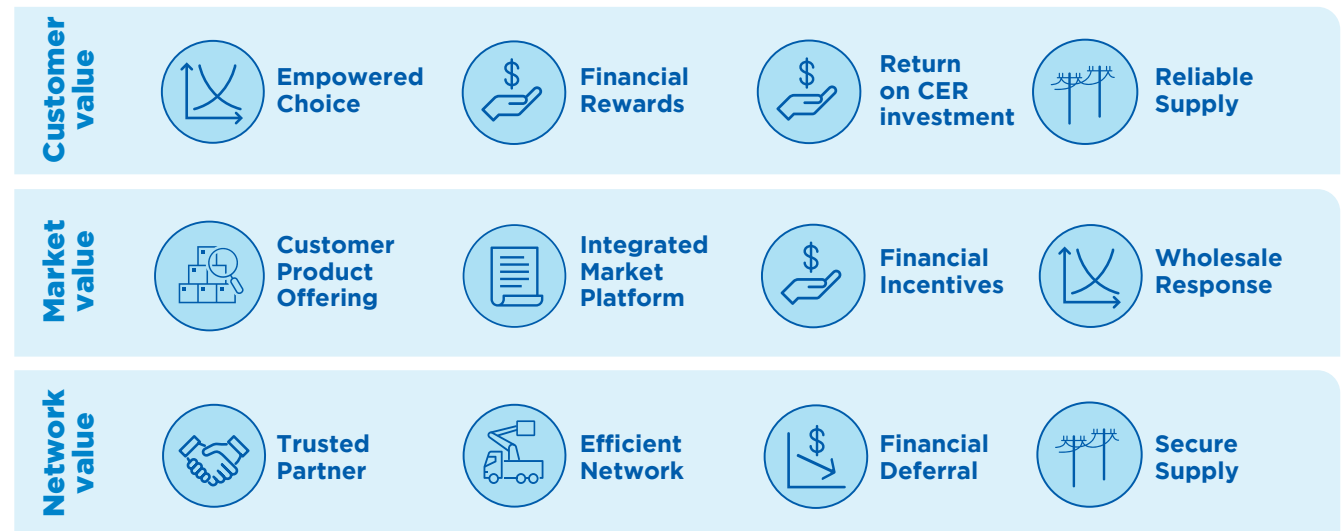 Customer
value
Empowered
Choice
Financial
Rewards
Return
on CER
investment
Reliable
Supply
Market
value
Customer
Product
Offering
Integrated
Market
Platform
Financial
Incentives
Wholesale
Response
Network
value
Trusted
Partner
Efficient
Network
Financial
Deferral
Secure
Supply